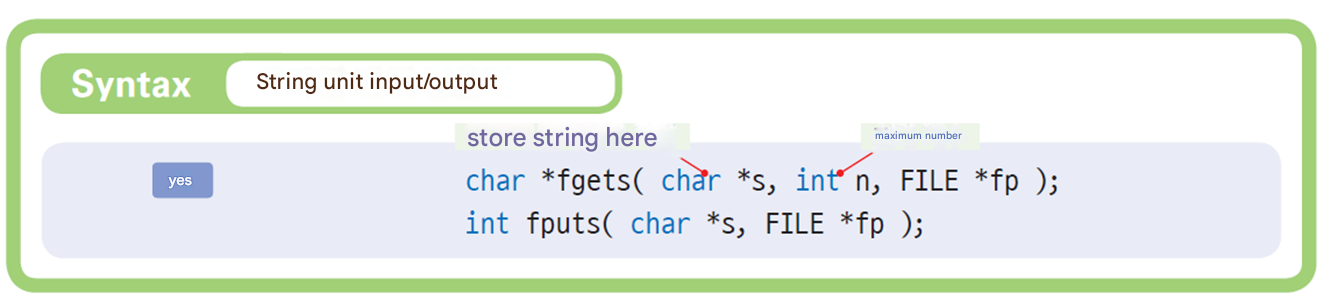 Syntax String unit input/output
store string here maximum number
yes char *fgets( char *s, int n, FILE *fp );
int fputs( char *s, FILE *fp );